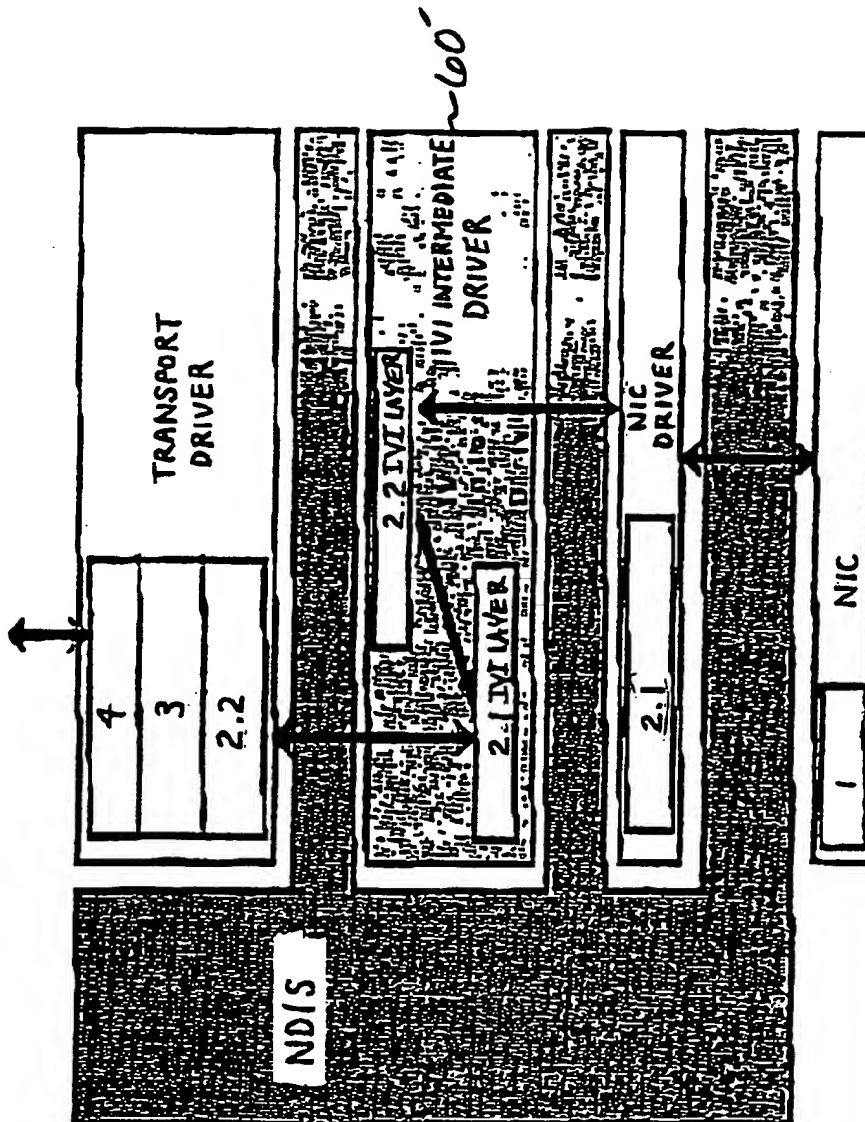 4
3
2.2
TRANSPORT
DRIVER
NDIS
2.2 IVI LAYER
IVI INTERMEDIATE
DRIVER
60'
2.1 IVI LAYER
2.1
NIC
DRIVER
1
NIC